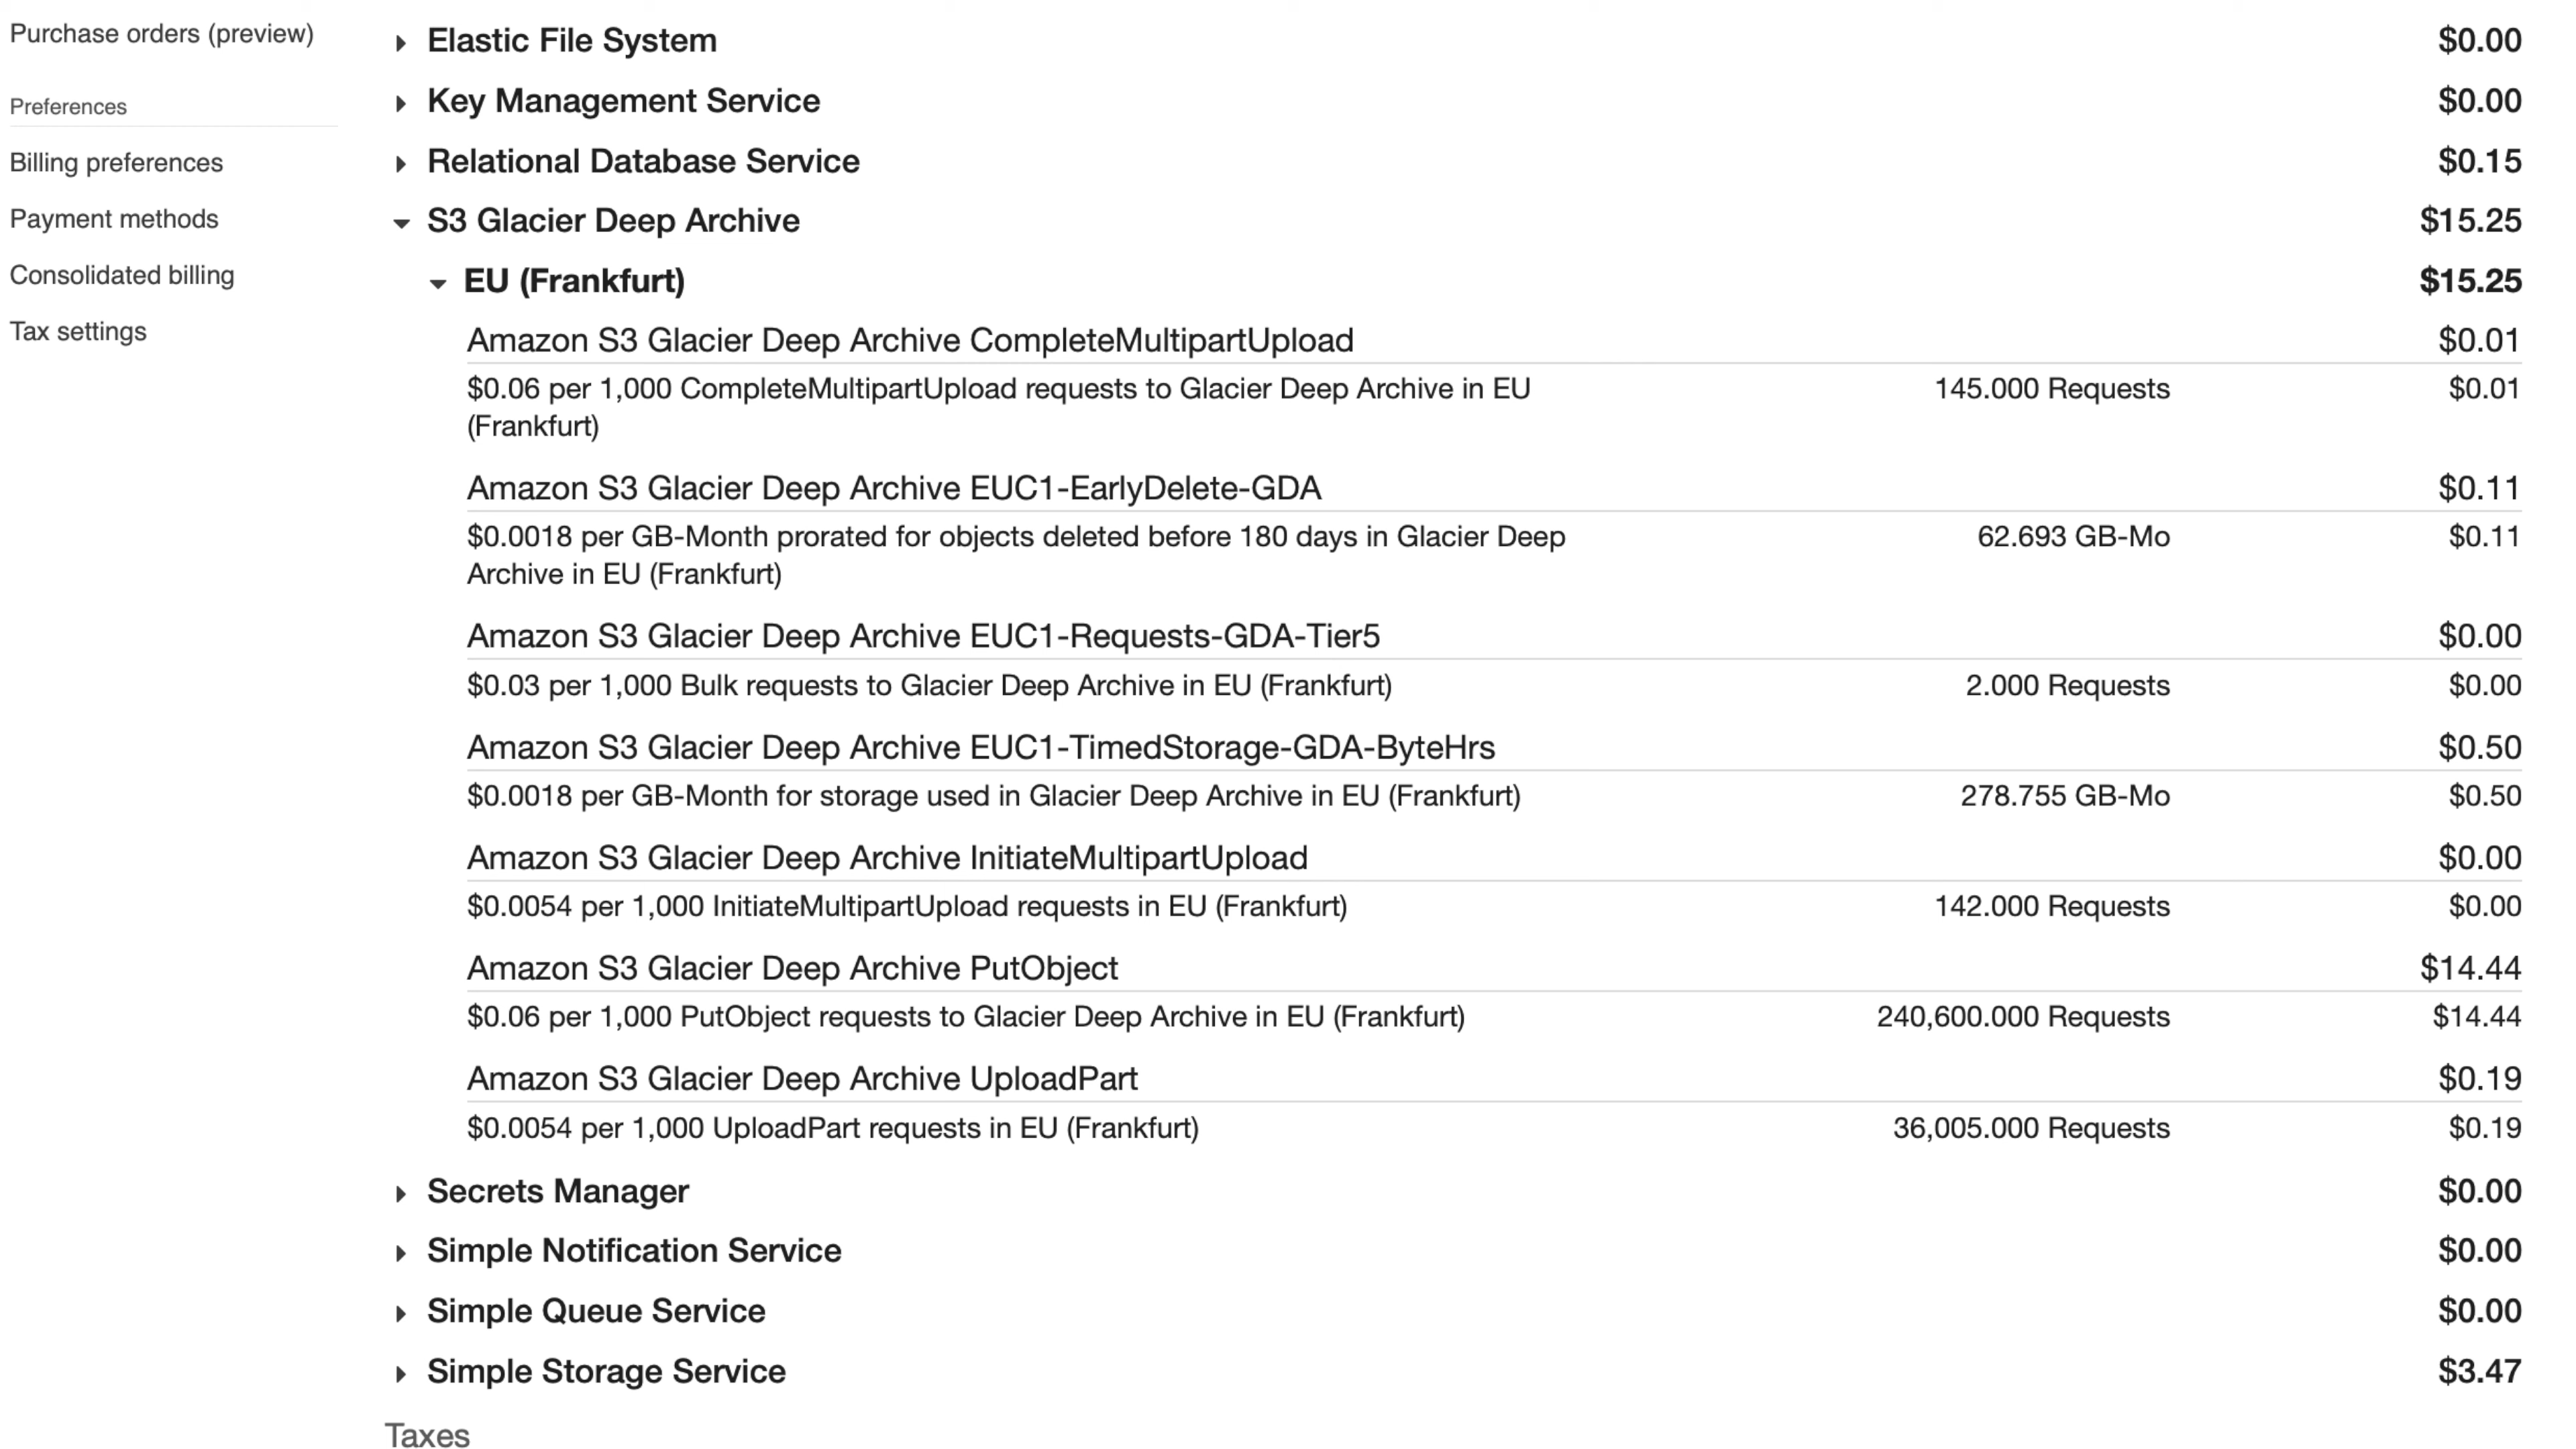 Purchase orders (preview)
Preferences
Billing preferences
Payment methods
Consolidated billing
Tax settings
Elastic File System $0.00
Key Management Service $0.00
Relational Database Service $0.15
S3 Glacier Deep Archive $15.25
EU (Frankfurt) $15.25
Amazon S3 Glacier Deep Archive CompleteMultipartUpload $0.01
$0.06 per 1,000 CompleteMultipartUpload requests to Glacier Deep Archive in EU 145.000 Requests $0.01
(Frankfurt)
Amazon S3 Glacier Deep Archive EUC1-EarlyDelete-GDA $0.11
$0.0018 per GB-Month prorated for objects deleted before 180 days in Glacier Deep 62.693 GB-Mo $0.11
Archive in EU (Frankfurt)
Amazon S3 Glacier Deep Archive EUC1-Requests-GDA-Tier5 $0.00
$0.03 per 1,000 Bulk requests to Glacier Deep Archive in EU (Frankfurt) 2.000 Requests $0.00
Amazon S3 Glacier Deep Archive EUC1-TimedStorage-GDA-ByteHrs $0.50
$0.0018 per GB-Month for storage used in Glacier Deep Archive in EU (Frankfurt) 278.755 GB-Mo $0.50
Amazon S3 Glacier Deep Archive InitiateMultipartUpload $0.00
$0.0054 per 1,000 InitiateMultipartUpload requests in EU (Frankfurt) 142.000 Requests $0.00
Amazon S3 Glacier Deep Archive PutObject $14.44
$0.06 per 1,000 PutObject requests to Glacier Deep Archive in EU (Frankfurt) 240,600.000 Requests $14.44
Amazon S3 Glacier Deep Archive UploadPart $0.19
$0.0054 per 1,000 UploadPart requests in EU (Frankfurt) 36,005.000 Requests $0.19
Secrets Manager $0.00
Simple Notification Service $0.00
Simple Queue Service $0.00
Simple Storage Service $3.47
Taxes